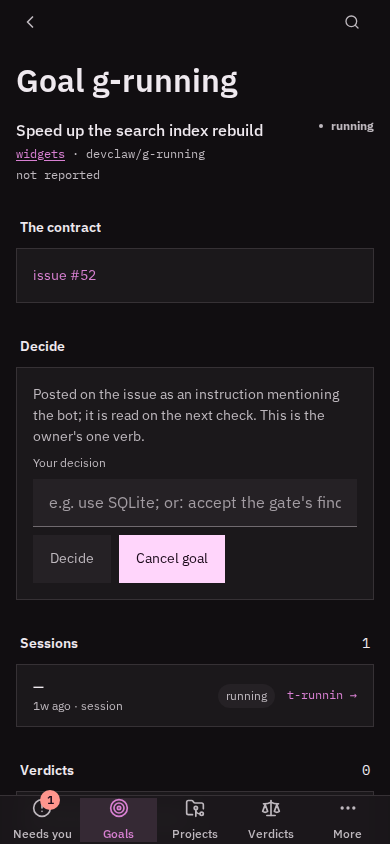 Goal g-running
Speed up the search index rebuild
• running
widgets · devclaw/g-running
not reported
The contract
issue #52
Decide
Posted on the issue as an instruction mentioning
the bot; it is read on the next check. This is the
owner's one verb.
Your decision
e.g. use SQLite; or: accept the gate's find
Decide
Cancel goal
Sessions
1
—
1w ago · session
running
t-runnin →
Verdicts
0
1
Needs you
Goals
Projects
Verdicts
More